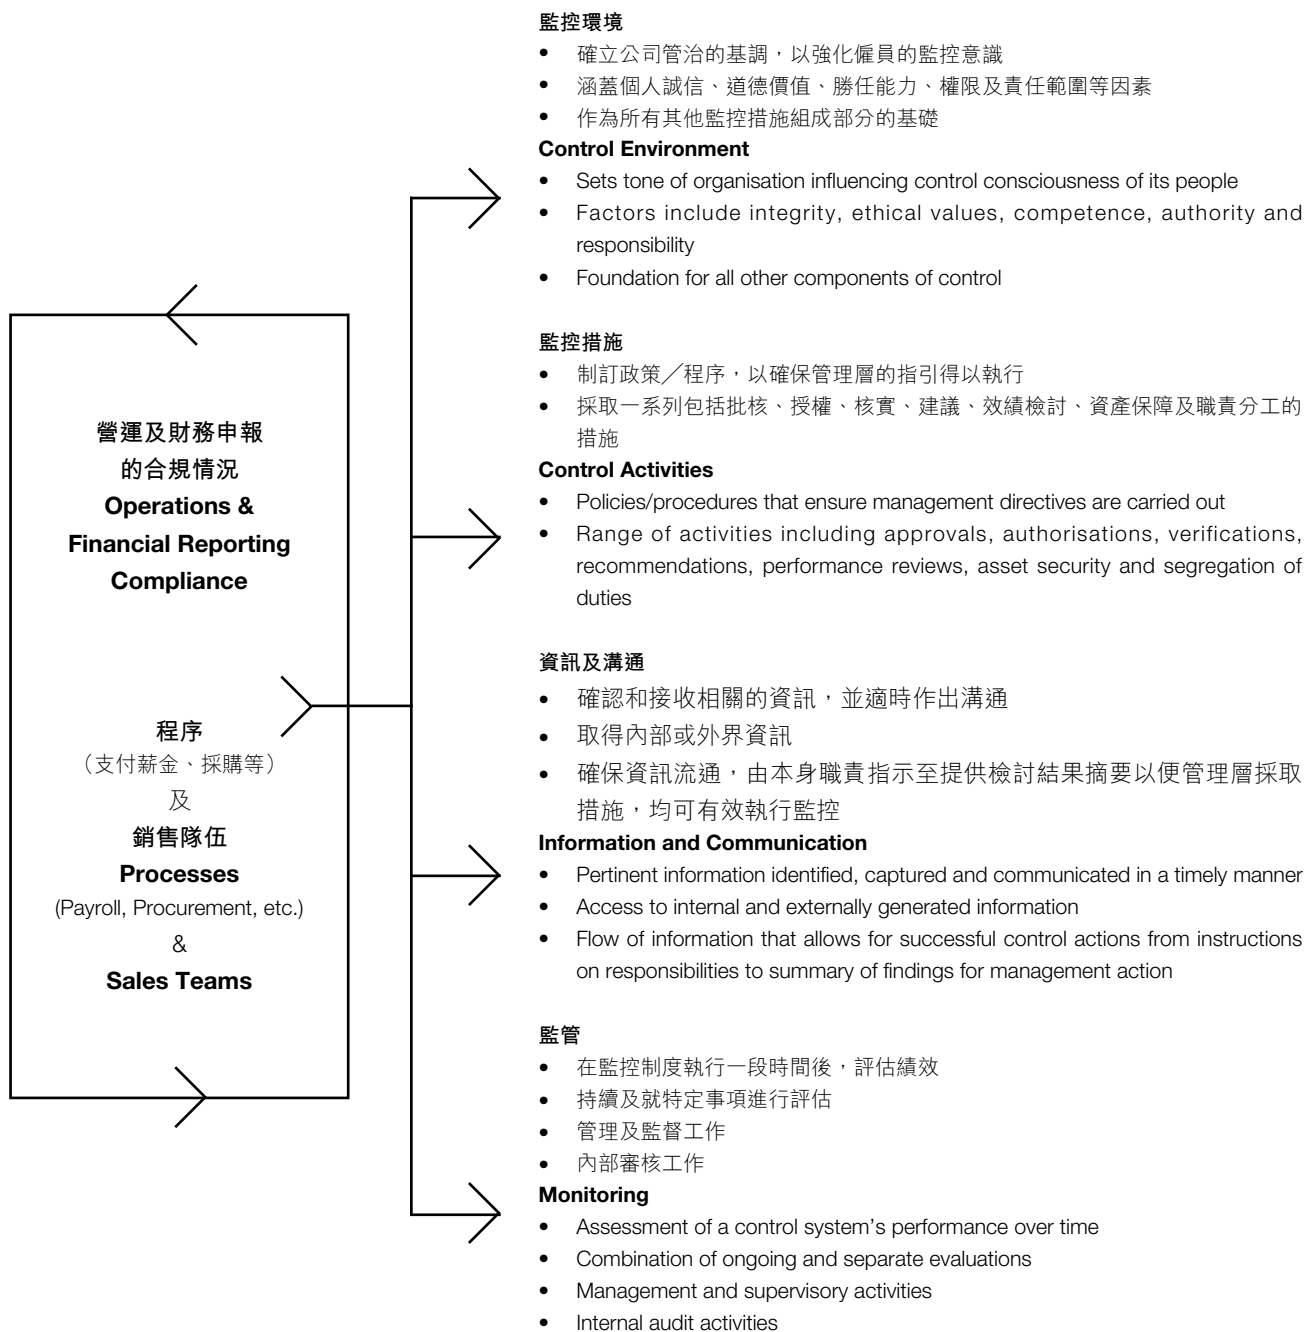 營運及財務申報
的合規情況
Operations &
Financial Reporting
Compliance
程序
（支付薪金、採購等）
及
銷售隊伍
Processes
(Payroll, Procurement, etc.)
&
Sales Teams
監控環境
• 確立公司管治的基調，以強化僱員的監控意識
• 涵蓋個人誠信、道德價值、勝任能力、權限及責任範圍等因素
• 作為所有其他監控措施組成部分的基礎
Control Environment
• Sets tone of organisation influencing control consciousness of its people
• Factors include integrity, ethical values, competence, authority and
responsibility
• Foundation for all other components of control
監控措施
• 制訂政策／程序，以確保管理層的指引得以執行
• 採取一系列包括批核、授權、核實、建議、效績檢討、資產保障及職責分工的
措施
Control Activities
• Policies/procedures that ensure management directives are carried out
• Range of activities including approvals, authorisations, verifications,
recommendations, performance reviews, asset security and segregation of
duties
資訊及溝通
• 確認和接收相關的資訊，並適時作出溝通
• 取得內部或外界資訊
• 確保資訊流通，由本身職責指示至提供檢討結果摘要以便管理層採取
措施，均可有效執行監控
Information and Communication
• Pertinent information identified, captured and communicated in a timely manner
• Access to internal and externally generated information
• Flow of information that allows for successful control actions from instructions
on responsibilities to summary of findings for management action
監管
• 在監控制度執行一段時間後，評估績效
• 持續及就特定事項進行評估
• 管理及監督工作
• 內部審核工作
Monitoring
• Assessment of a control system’s performance over time
• Combination of ongoing and separate evaluations
• Management and supervisory activities
• Internal audit activities